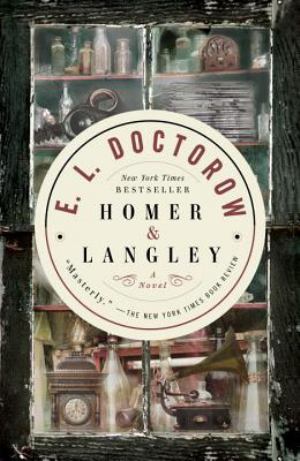 E. L. DOCTOROW
New York Times
BESTSELLER
HOMER
&
LANGLEY
A
Novel
"Masterly."
—THE NEW YORK TIMES BOOK REVIEW